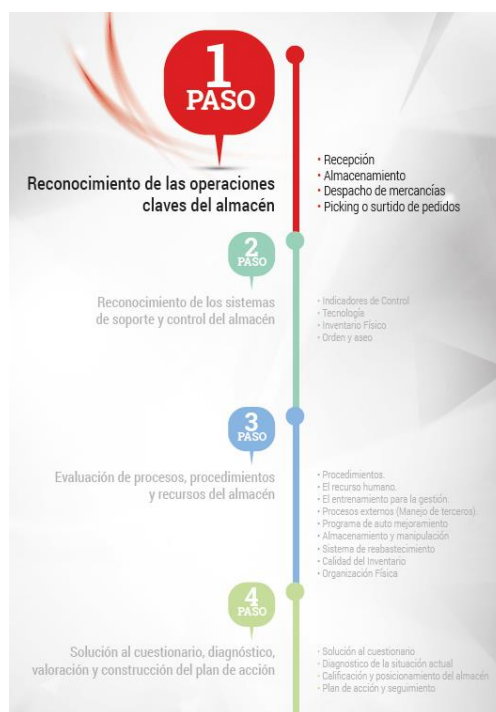 1
PASO
Reconocimiento de las operaciones
claves del almacén
• Recepción
• Almacenamiento
• Despacho de mercancías
• Picking o surtido de pedidos
2
PASO
Reconocimiento de los sistemas
de soporte y control del almacén
• Indicadores de Control
• Tecnología
• Inventario Físico
• Orden y aseo
3
PASO
Evaluación de procesos, procedimientos
y recursos del almacén
• Procedimientos.
• El recurso humano.
• El entrenamiento para la gestión.
• Procesos externos (Manejo de terceros).
• Programa de auto mejoramiento
• Almacenamiento y manipulación
• Sistema de reabastecimiento
• Calidad del Inventario
• Organización Física
4
PASO
Solución al cuestionario, diagnóstico,
valoración y construcción del plan de acción
• Solución al cuestionario
• Diagnostico de la situación actual
• Calificación y posicionamiento del almacén
• Plan de acción y seguimiento